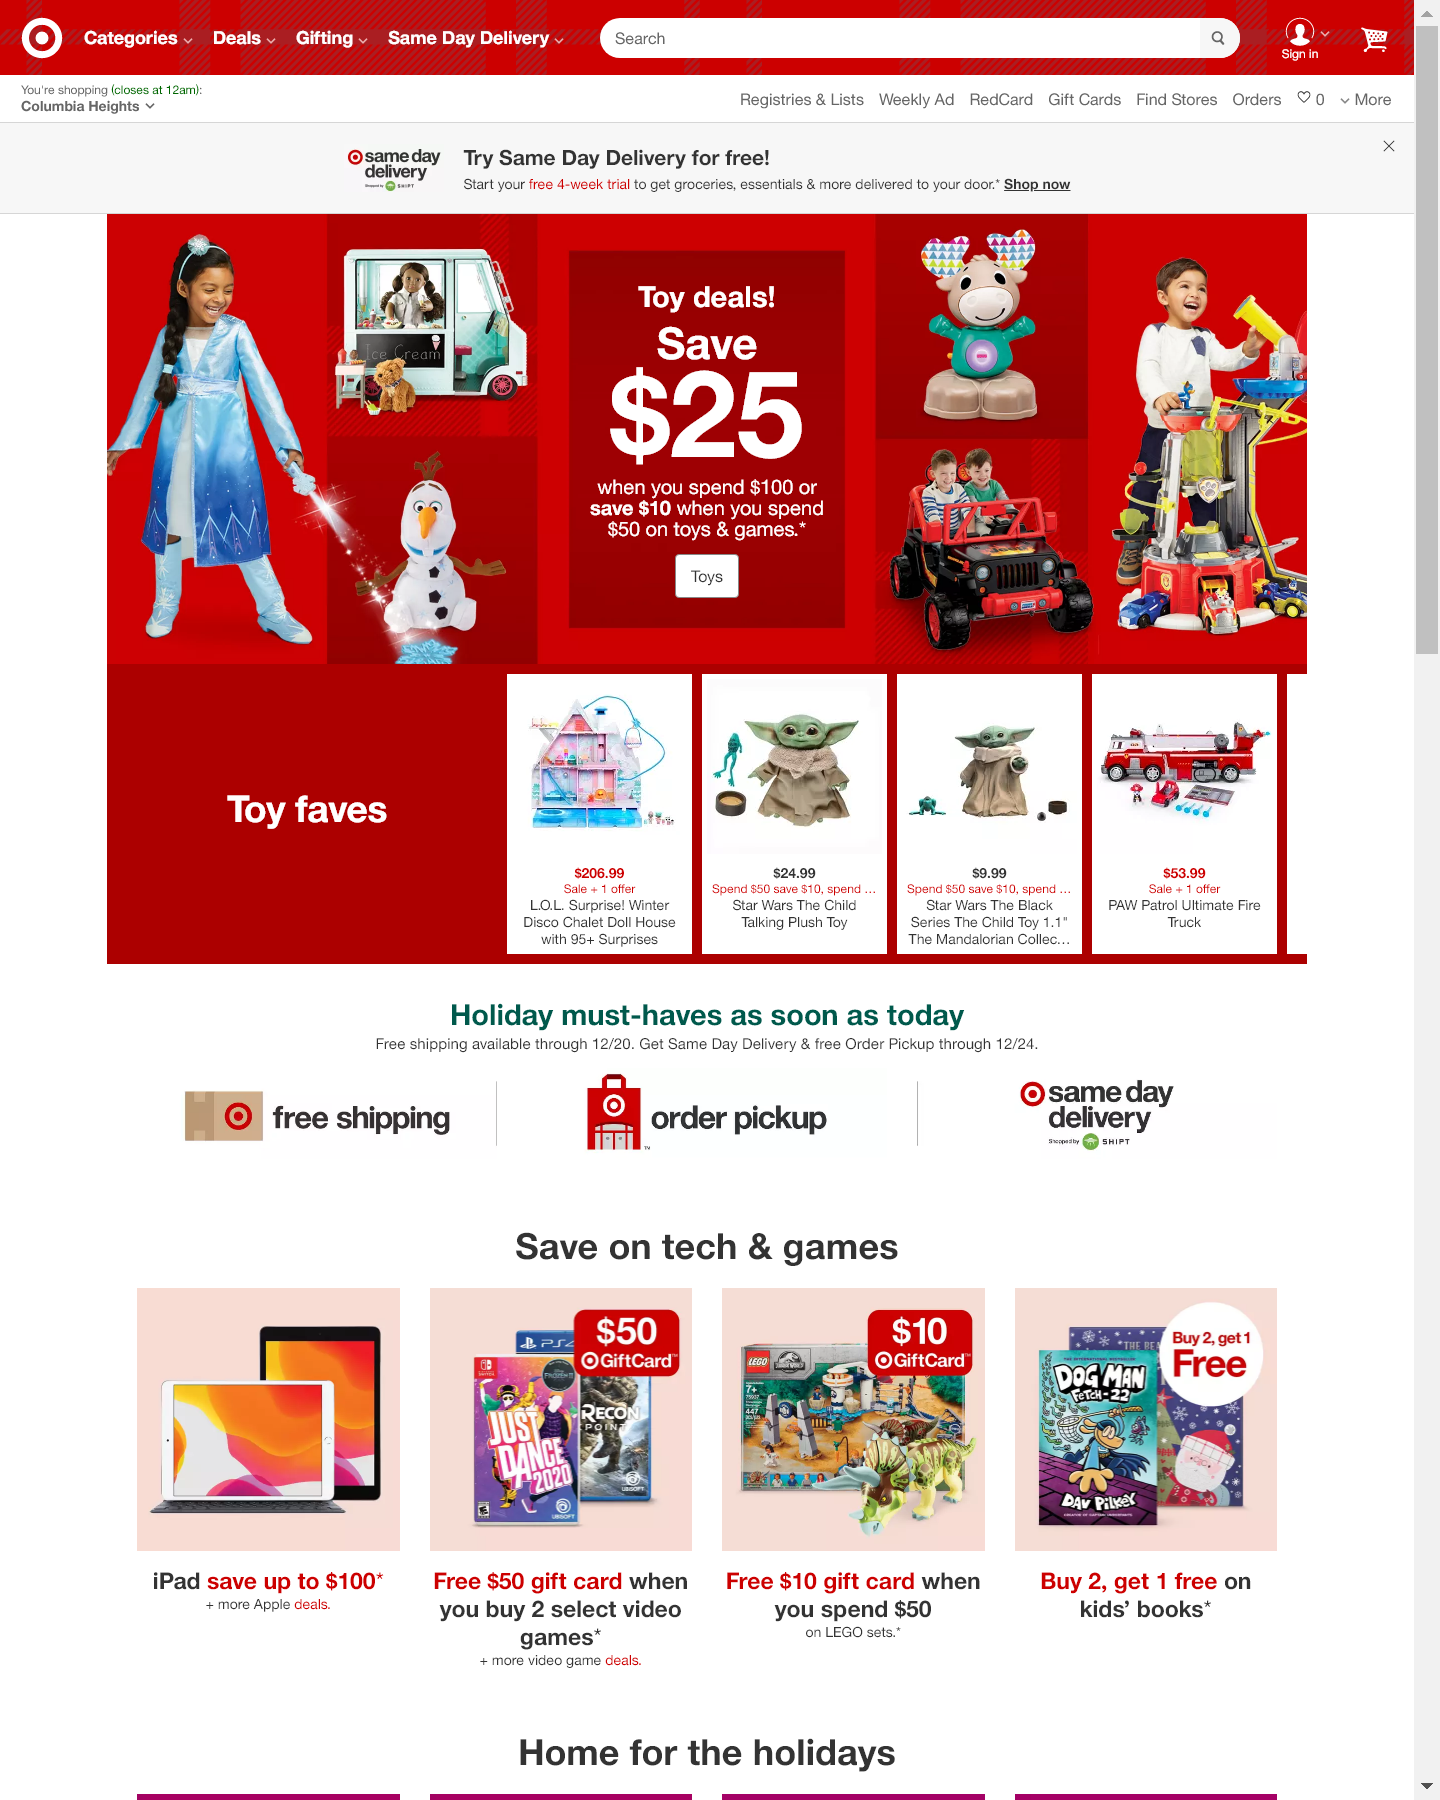 Categories Deals Gifting Same Day Delivery Search Sign in
You're shopping (closes at 12am):
Columbia Heights
Registries & Lists Weekly Ad RedCard Gift Cards Find Stores Orders 0 More
same day
delivery
Shopped by SHIPT
Try Same Day Delivery for free!
Start your free 4-week trial to get groceries, essentials & more delivered to your door.* Shop now
Ice Cream
Toy deals!
Save
$25
when you spend $100 or
save $10 when you spend
$50 on toys & games.*
Toys
Toy faves
$206.99
Sale + 1 offer
L.O.L. Surprise! Winter
Disco Chalet Doll House
with 95+ Surprises
$24.99
Spend $50 save $10, spend ...
Star Wars The Child
Talking Plush Toy
$9.99
Spend $50 save $10, spend ...
Star Wars The Black
Series The Child Toy 1.1"
The Mandalorian Collec...
$53.99
Sale + 1 offer
PAW Patrol Ultimate Fire
Truck
Holiday must-haves as soon as today
Free shipping available through 12/20. Get Same Day Delivery & free Order Pickup through 12/24.
free shipping
order pickup
TM
same day
delivery
Shopped by SHIPT
Save on tech & games
$50
GiftCard
PS4
JUST
DANCE
2020
UBISOFT
RECON
POINT
UBISOFT
$10
GiftCard
LEGO
7+
447
Buy 2, get 1
Free
DOG MAN
FETCH-22
DAV PILKEY
iPad save up to $100*
+ more Apple deals.
Free $50 gift card when
you buy 2 select video
games*
+ more video game deals.
Free $10 gift card when
you spend $50
on LEGO sets.*
Buy 2, get 1 free on
kids’ books*
Home for the holidays